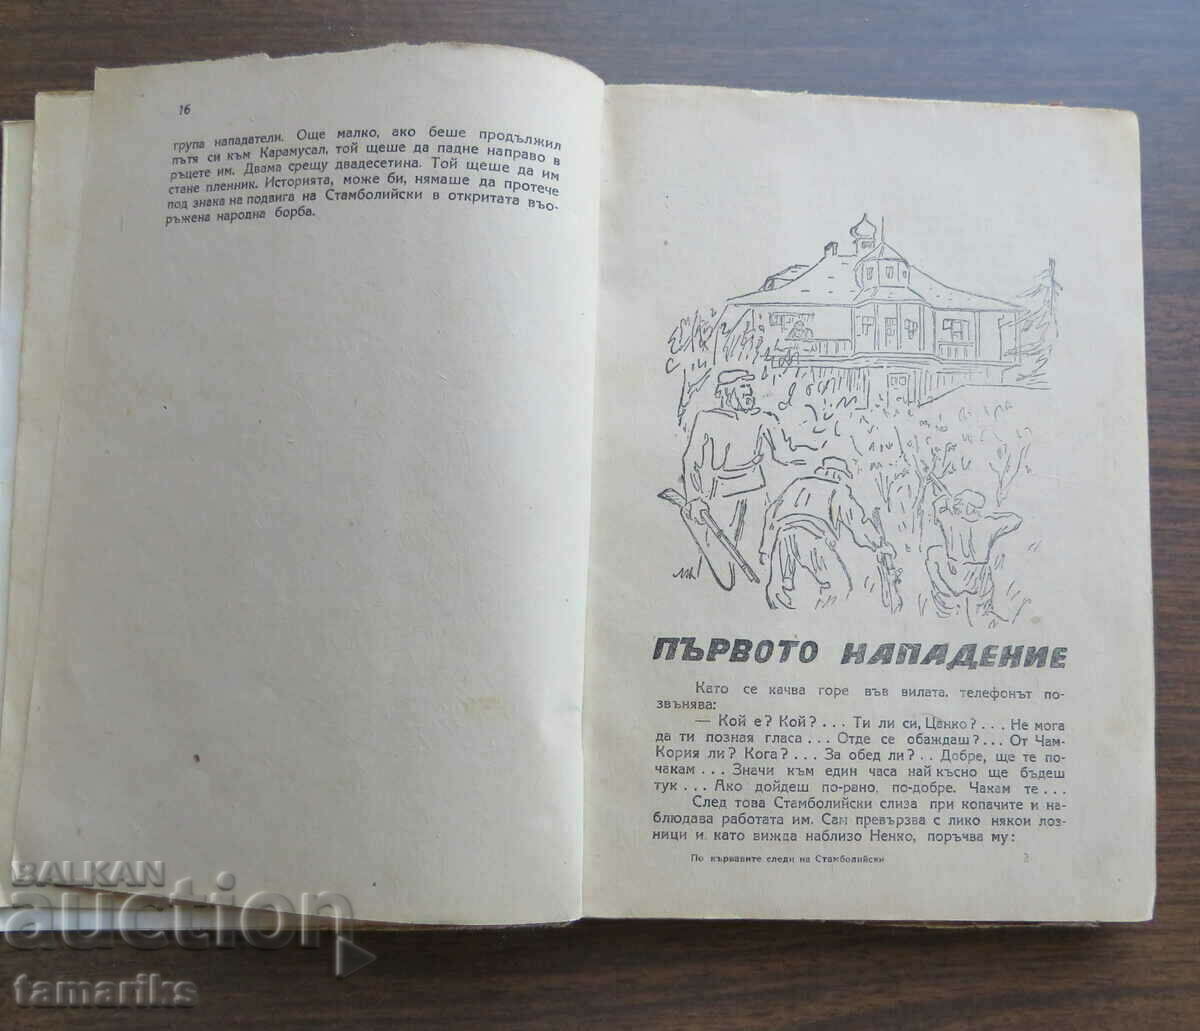 16
група нападатели. Още малко, ако беше продължил
пътя си към Карамусал, той щеше да падне направо в
ръцете им. Двама срещу двадесетина. Той щеше да им
стане пленник. Историята, може би, нямаше да протече
под знака на подвига на Стамболийски в откритата въо-
ръжена народна борба.
ПЪРВОТО НАПАДЕНИЕ
Като се качва горе във вилата, телефонът по-
звънява:
— Кой е? Кой? . . . Ти ли си, Цанко? . . . Не мога
да ти позная гласа . . . Отде се обаждаш? . . . От Чам-
Кория ли? Кога? . . . За обед ли? . . Добре, ще те по-
чакам . . . Значи към един часа най късно ще бъдеш
тук . . . Ако дойдеш по-рано, по-добре. Чакам те . . .
След това Стамболийски слиза при копачите и на-
блюдава работата им. Сам превързва с лико някои лоз-
ници и, като вижда наблизо Ненко, поръчва му:
По кървавите следи на Стамболийски 2
BALKAN
auction
tamariks